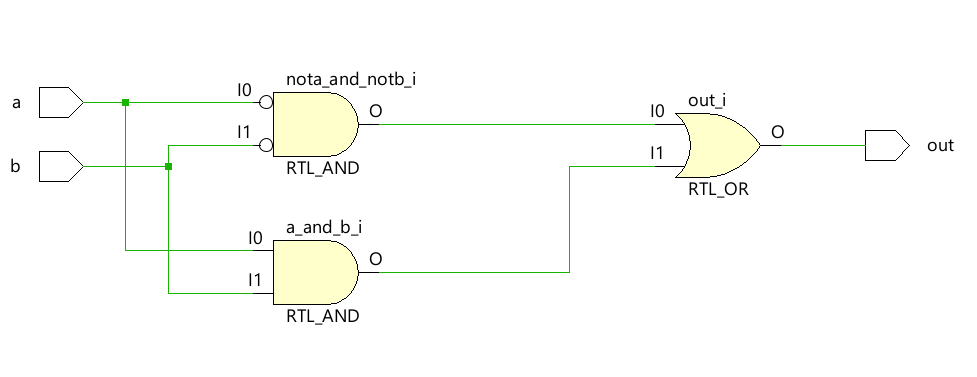 a
b
I0
I1
nota_and_notb_i
O
RTL_AND
I0
I1
a_and_b_i
O
RTL_AND
I0
I1
out_i
O
RTL_OR
out